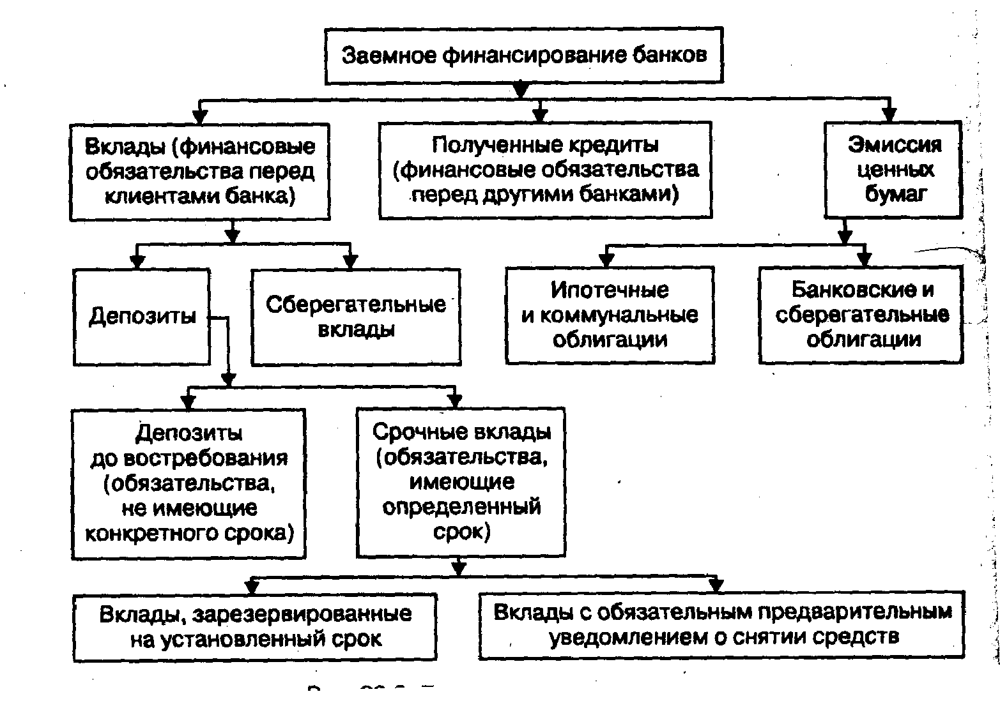 Заемное финансирование банков
Вклады (финансовые
обязательства перед
клиентами банка)
Полученные кредиты
(финансовые обязательства
перед другими банками)
Эмиссия
ценных
бумаг
Депозиты
Сберегательные
вклады
Ипотечные
и коммунальные
облигации
Банковские и
сберегательные
облигации
Депозиты
до востребования
(обязательства,
не имеющие
конкретного срока)
Срочные вклады
(обязательства,
имеющие
определенный
срок)
Вклады, зарезервированные
на установленный срок
Вклады с обязательным предварительным
уведомлением о снятии средств